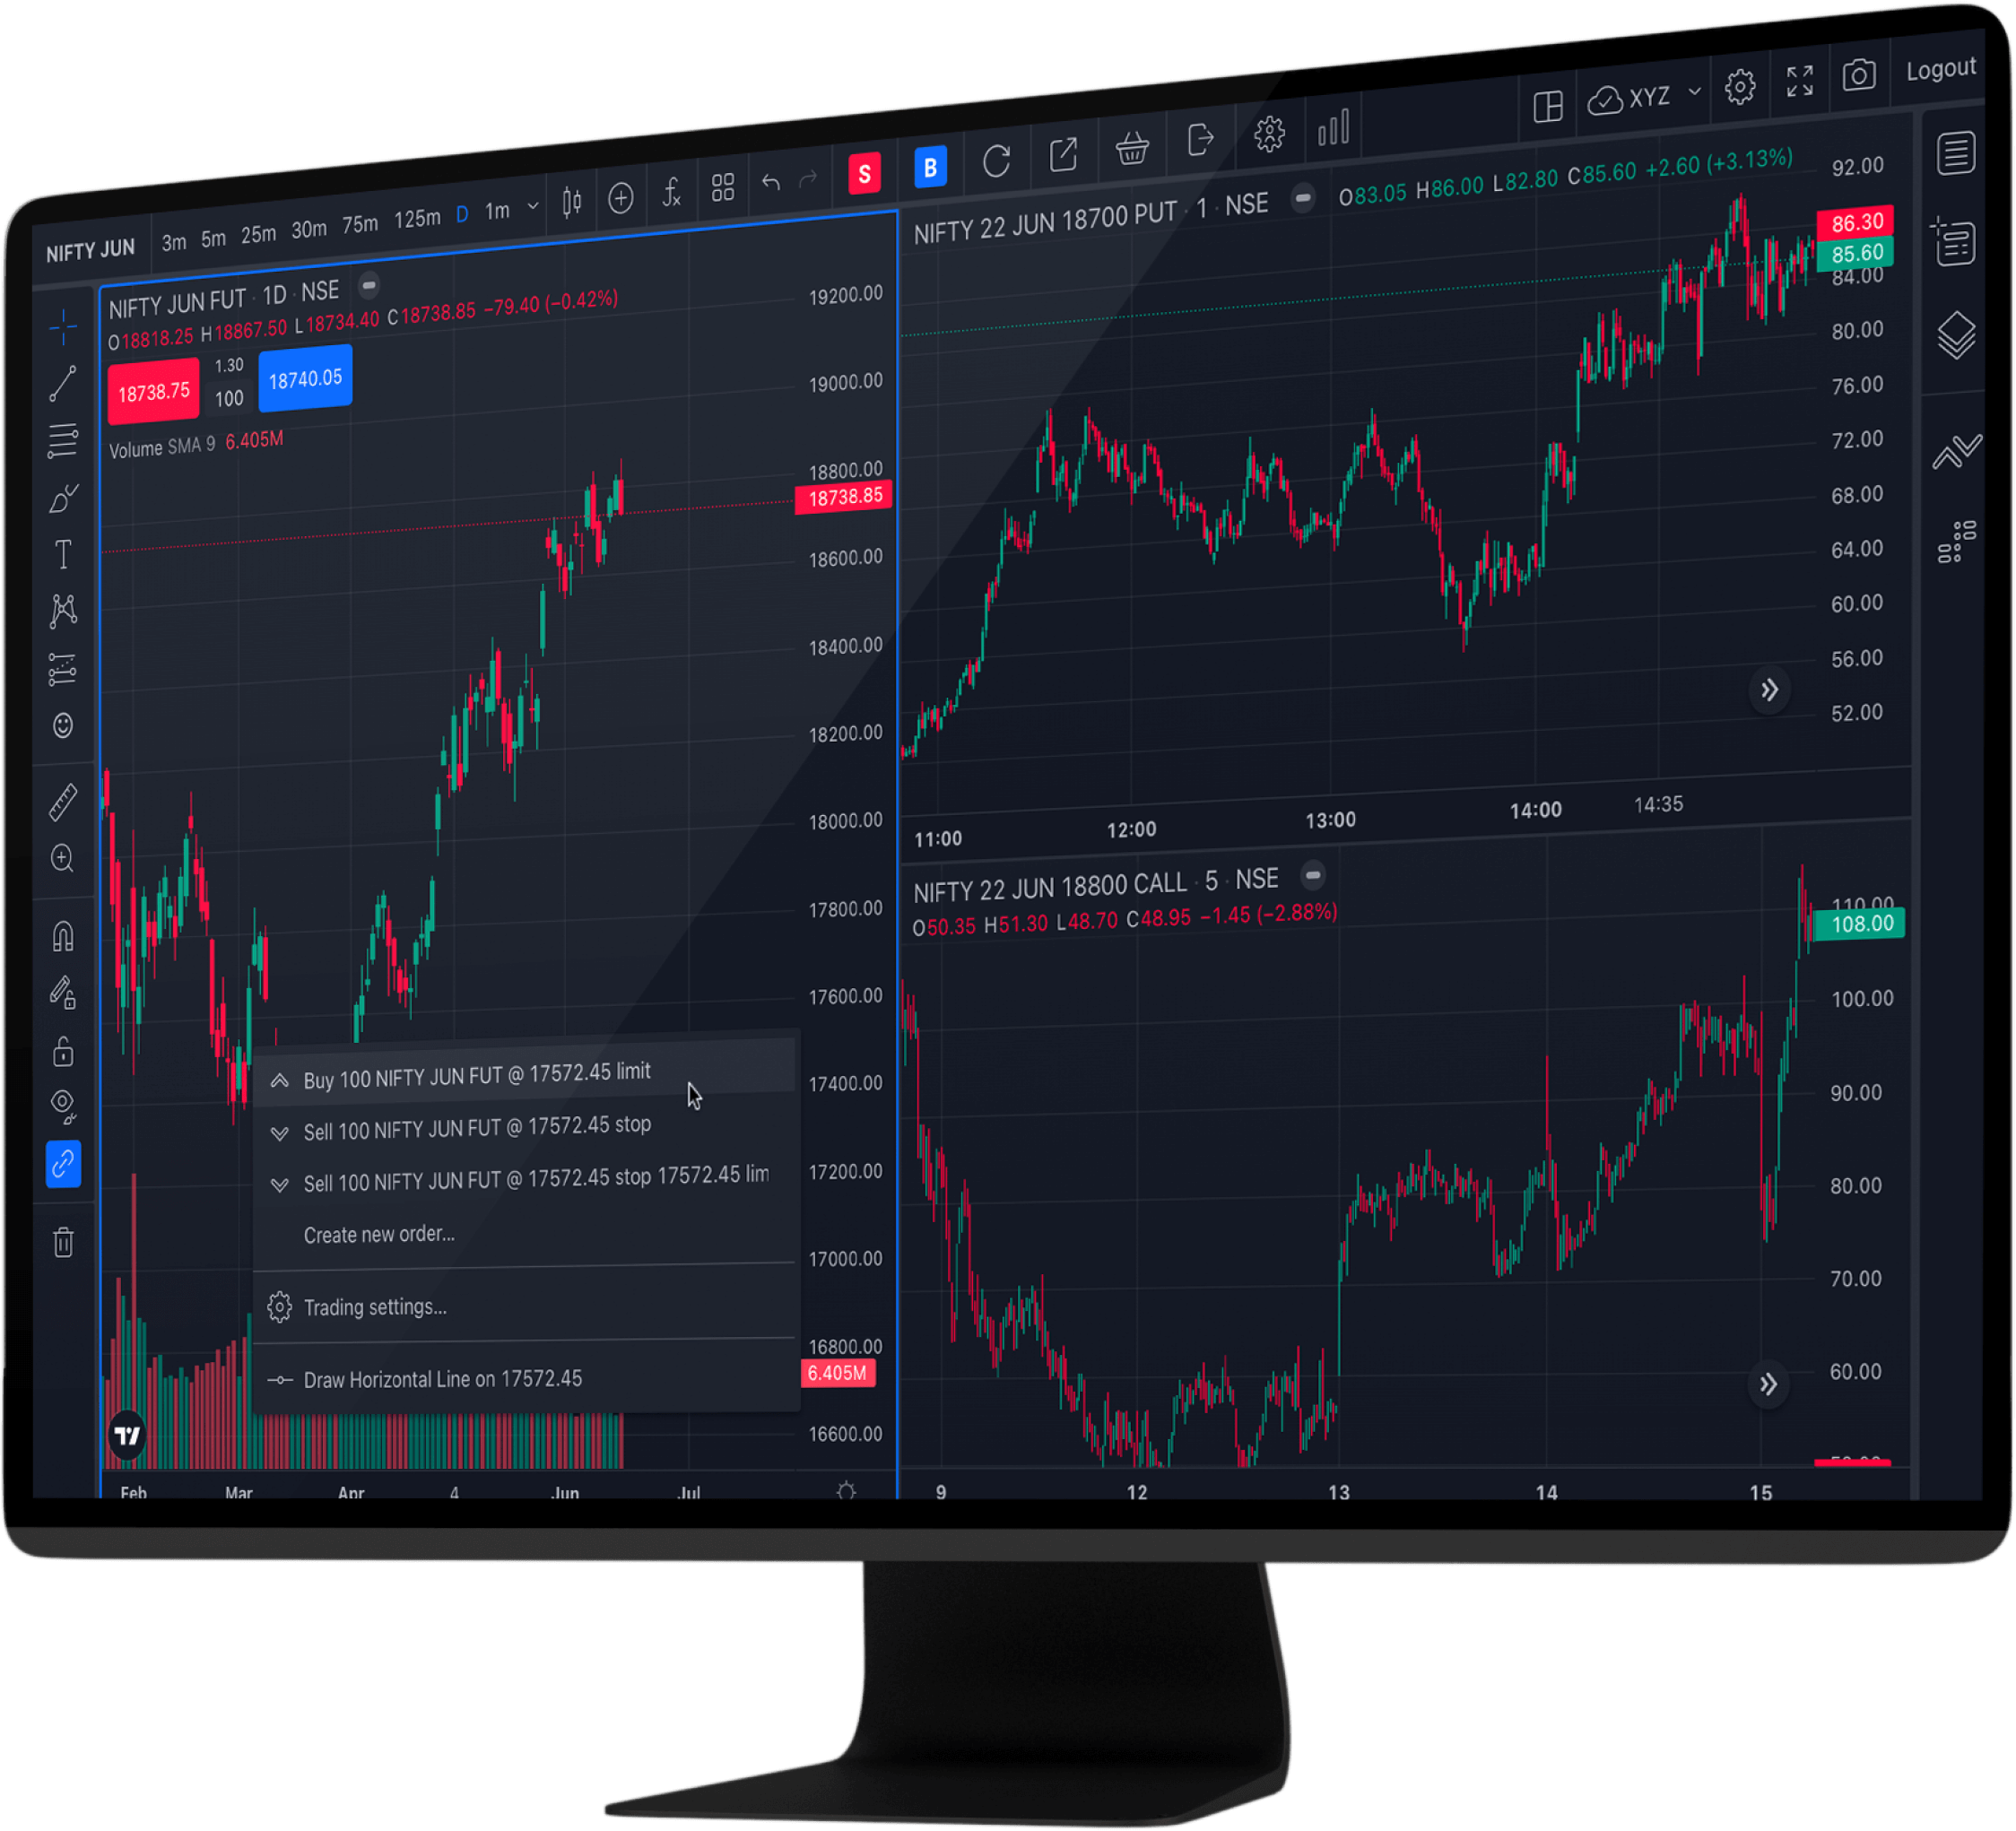 NIFTY JUN 3m 5m 25m 30m 75m 125m D 1m S B XYZ Logout
NIFTY JUN FUT · 1D · NSE
O18818.25 H18867.50 L18734.40 C18738.85 −79.40 (−0.42%)
18738.75 1.30 100 18740.05
Volume SMA 9 6.405M
19200.00
19000.00
18800.00
18738.85
18600.00
18400.00
18200.00
18000.00
17800.00
17600.00
17400.00
17200.00
17000.00
16800.00
6.405M
16600.00
Buy 100 NIFTY JUN FUT @ 17572.45 limit
Sell 100 NIFTY JUN FUT @ 17572.45 stop
Sell 100 NIFTY JUN FUT @ 17572.45 stop 17572.45 lim
Create new order...
Trading settings...
Draw Horizontal Line on 17572.45
Feb Mar Apr 4 Jun Jul
NIFTY 22 JUN 18700 PUT · 1 · NSE O83.05 H86.00 L82.80 C85.60 +2.60 (+3.13%)
92.00
86.30
85.60
84.00
80.00
76.00
72.00
68.00
64.00
60.00
56.00
52.00
11:00 12:00 13:00 14:00 14:35
NIFTY 22 JUN 18800 CALL · 5 · NSE
O50.35 H51.30 L48.70 C48.95 −1.45 (−2.88%)
110.00
108.00
100.00
90.00
80.00
70.00
60.00
9 12 13 14 15